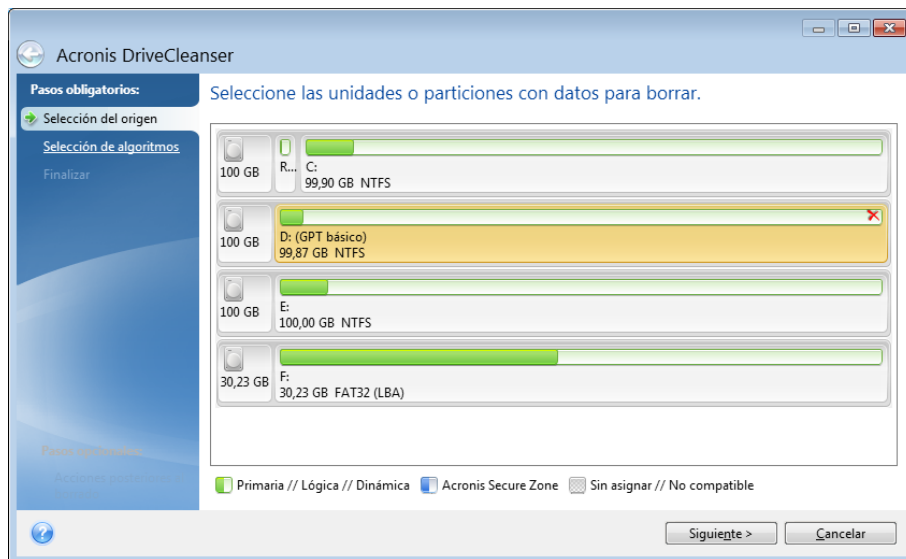 Acronis DriveCleanser
Pasos obligatorios:
Selección del origen
Selección de algoritmos
Finalizar
Seleccione las unidades o particiones con datos para borrar.
100 GB
R...
C:
99,90 GB NTFS
100 GB
D: (GPT básico)
99,87 GB NTFS
100 GB
E:
100,00 GB NTFS
30,23 GB
F:
30,23 GB FAT32 (LBA)
Primaria // Lógica // Dinámica
Acronis Secure Zone
Sin asignar // No compatible
Siguiente >
Cancelar